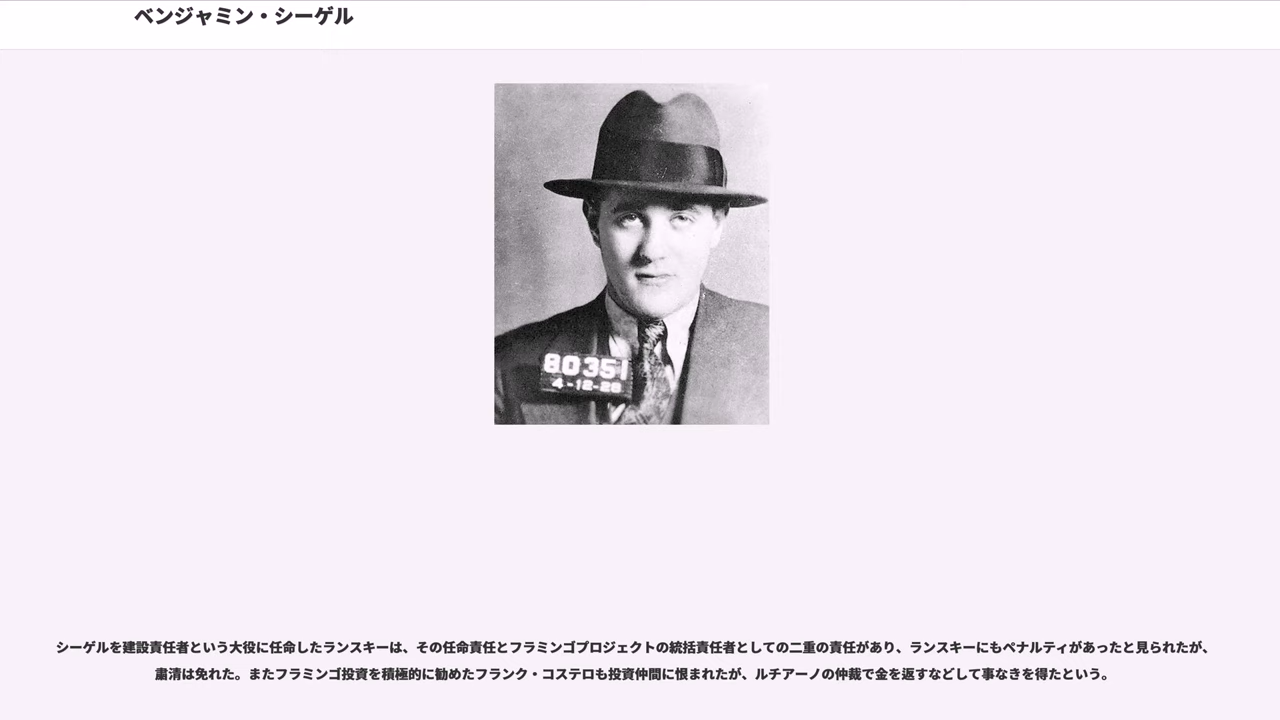 ベンジャミン・シーゲル
80351
4-12-28
シーゲルを建設責任者という大役に任命したランスキーは、その任命責任とフラミンゴプロジェクトの統括責任者としての二重の責任があり、ランスキーにもペナルティがあったと見られたが、
粛清は免れた。またフラミンゴ投資を積極的に勧めたフランク・コステロも投資仲間に恨まれたが、ルチアーノの仲裁で金を返すなどして事なきを得たという。